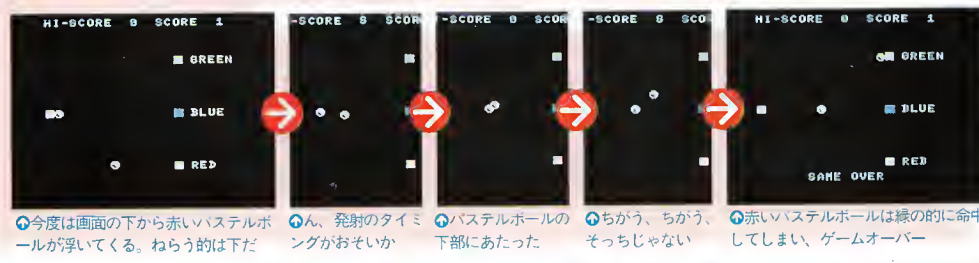 HI-SCORE 0 SCORE 1
GREEN
BLUE
RED
-SCORE 0 SCOR
-SCORE 0 SCOR
-SCORE 0 SCO
HI-SCORE 0 SCORE 1
GREEN
BLUE
RED
GAME OVER
今度は画面の下から赤いパステルボ
ールが浮いてくる。ねらう的は下だ
ん、発射のタイミ
ングがおそいか
パステルボールの
下部にあたった
ちがう、ちがう、
そっちじゃない
赤いパステルボールは緑の的に命中
してしまい、ゲームオーバー